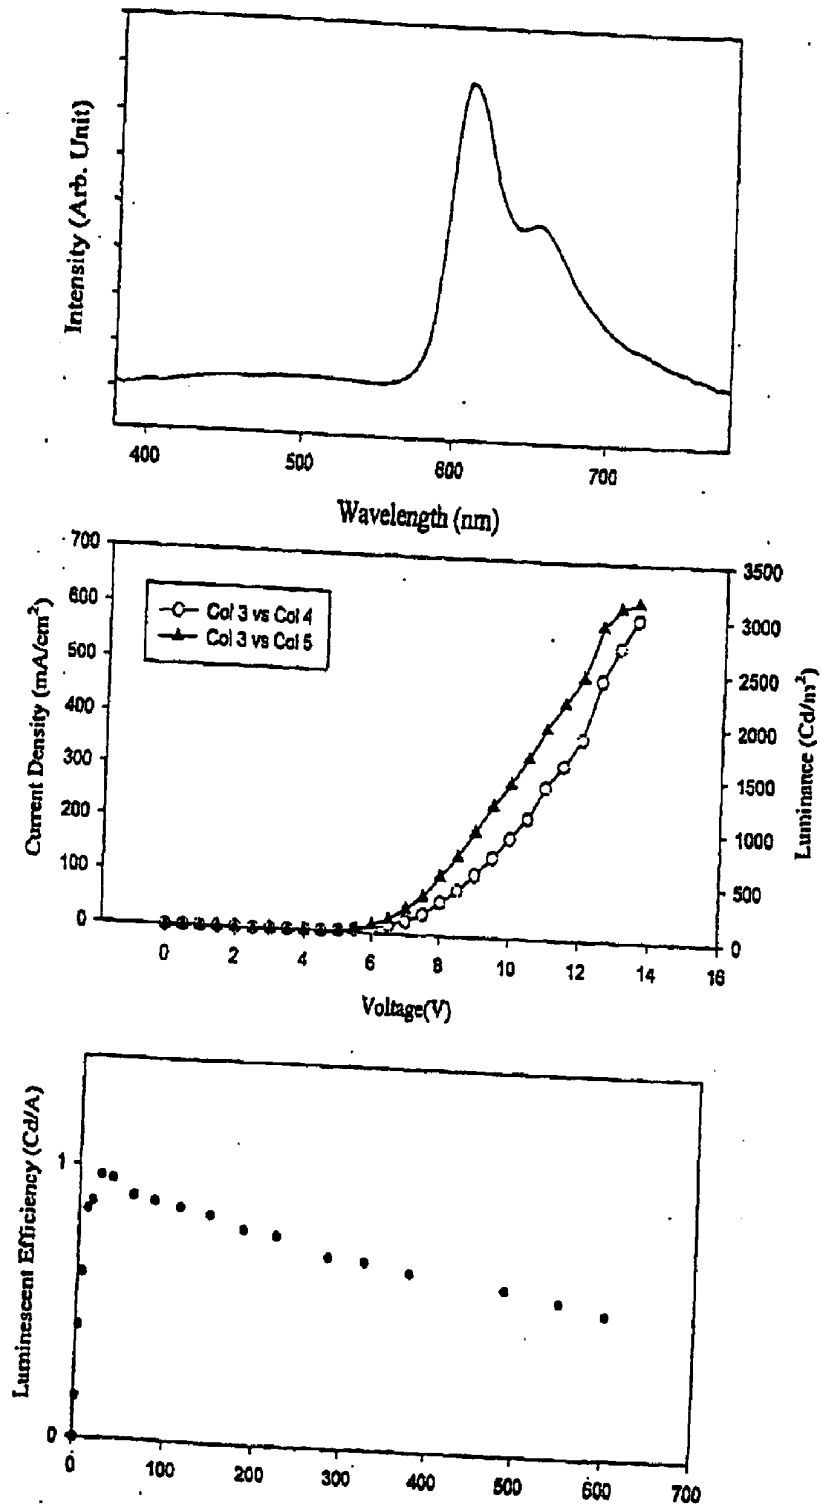 Intensity (Arb. Unit)
400 500 600 700
Wavelength (nm)
700
600
500
400
300
200
100
0
Current Density (mA/cm²)
Col 3 vs Col 4
Col 3 vs Col 5
3500
3000
2500
2000
1500
1000
500
0
Luminance (Cd/m²)
0 2 4 6 8 10 12 14 16
Voltage(V)
Luminescent Efficiency (Cd/A)
1
0
0 100 200 300 400 500 600 700